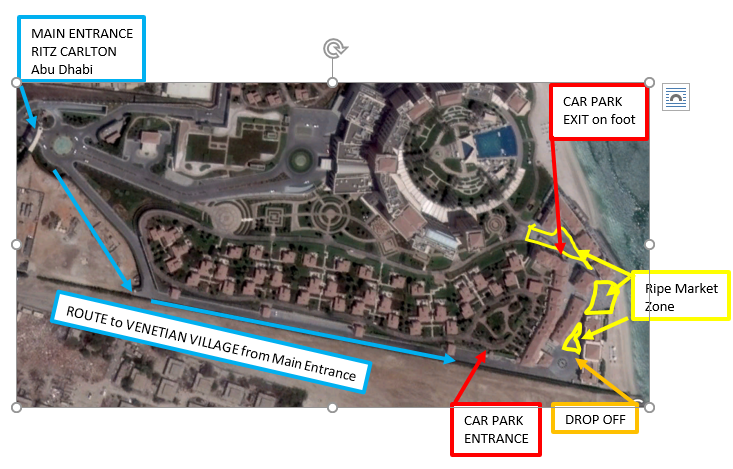 MAIN ENTRANCE
RITZ CARLTON
Abu Dhabi
CAR PARK
EXIT on foot
Ripe Market
Zone
ROUTE to VENETIAN VILLAGE from Main Entrance
CAR PARK
ENTRANCE
DROP OFF